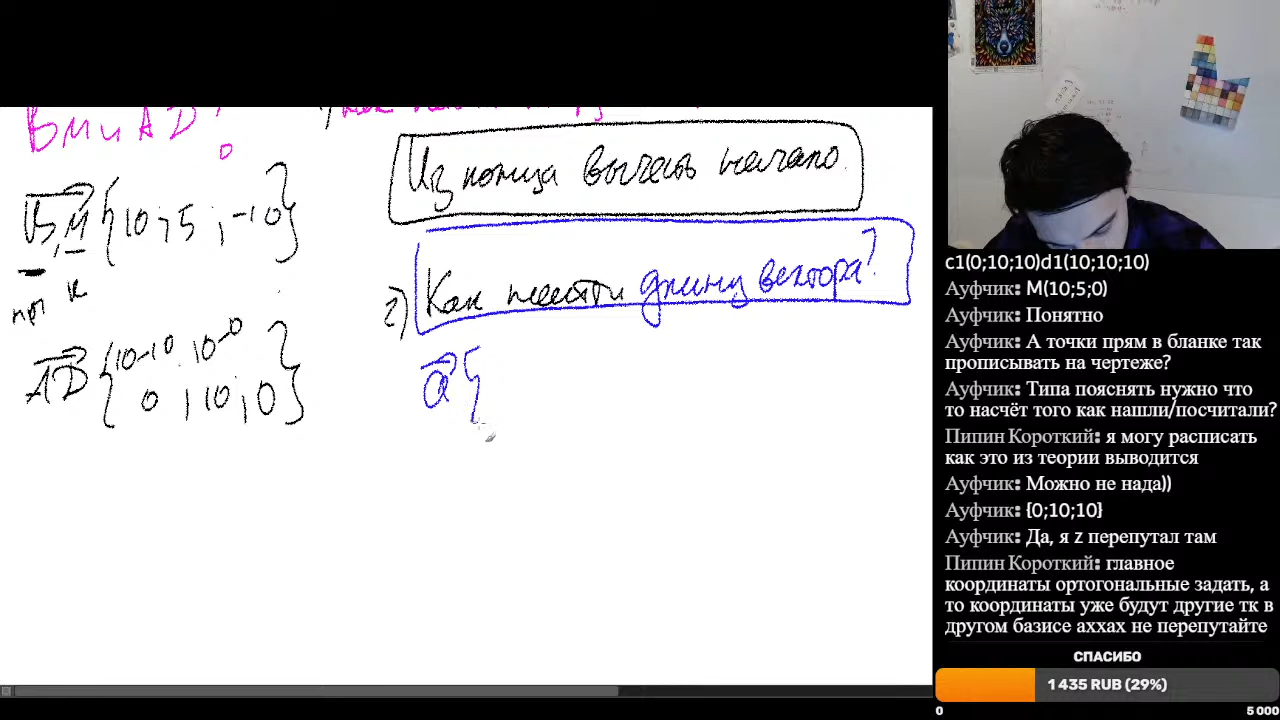 ВМ и AD?
Из конца вычесть начало.
B₁M {10; 5; -10}
нач к
2) Как найти длину вектора?
10-10 10-0
AD {0; 10; 0}
a {
c1(0;10;10)d1(10;10;10)
Ауфчик: M(10;5;0)
Ауфчик: Понятно
Ауфчик: А точки прям в бланке так
прописывать на чертеже?
Ауфчик: Типа пояснять нужно что
то насчёт того как нашли/посчитали?
Пипин Короткий: я могу расписать
как это из теории выводится
Ауфчик: Можно не нада))
Ауфчик: {0;10;10}
Ауфчик: Да, я z перепутал там
Пипин Короткий: главное
координаты ортогональные задать, а
то координаты уже будут другие тк в
другом базисе аххах не перепутайте
СПАСИБО
1 435 RUB (29%)
0 5 000